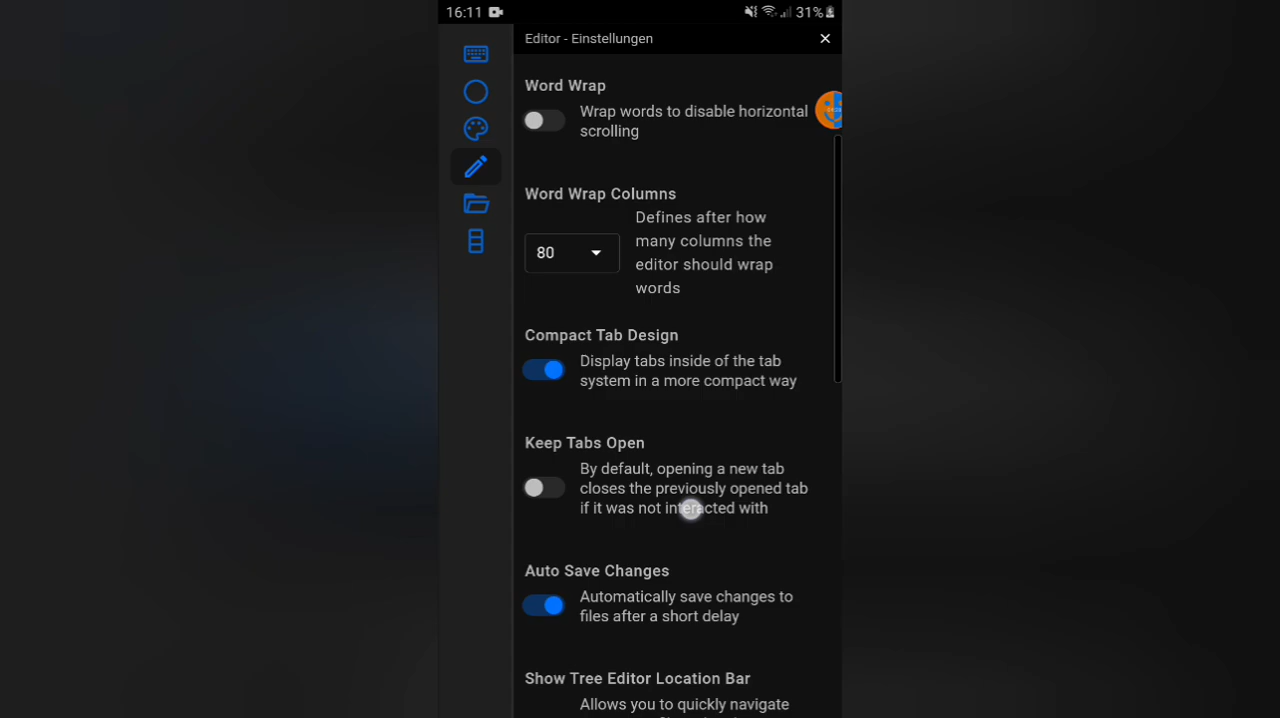 16:11
31%
Editor - Einstellungen
Word Wrap
Wrap words to disable horizontal
scrolling
Word Wrap Columns
Defines after how
many columns the
editor should wrap
words
80
Compact Tab Design
Display tabs inside of the tab
system in a more compact way
Keep Tabs Open
By default, opening a new tab
closes the previously opened tab
if it was not interacted with
Auto Save Changes
Automatically save changes to
files after a short delay
Show Tree Editor Location Bar
Allows you to quickly navigate